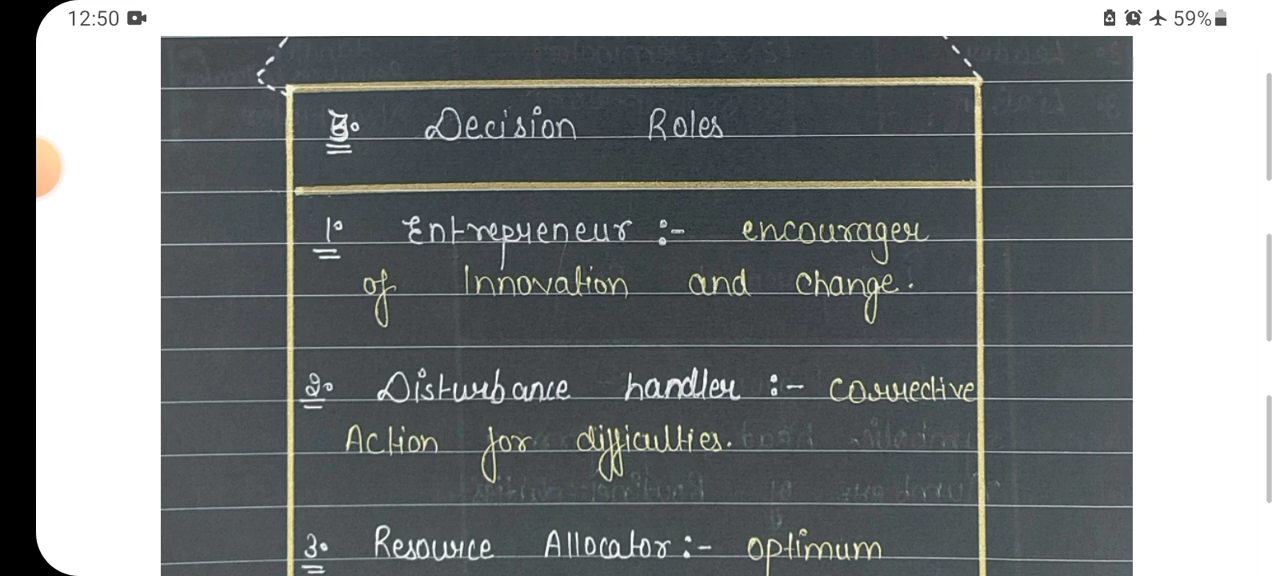 12:50
59%
3. Decision Roles
1. Entrepreneur :- encourager
of Innovation and change.
2. Disturbance handler :- corrective
Action for difficulties.
3. Resource Allocator :- optimum